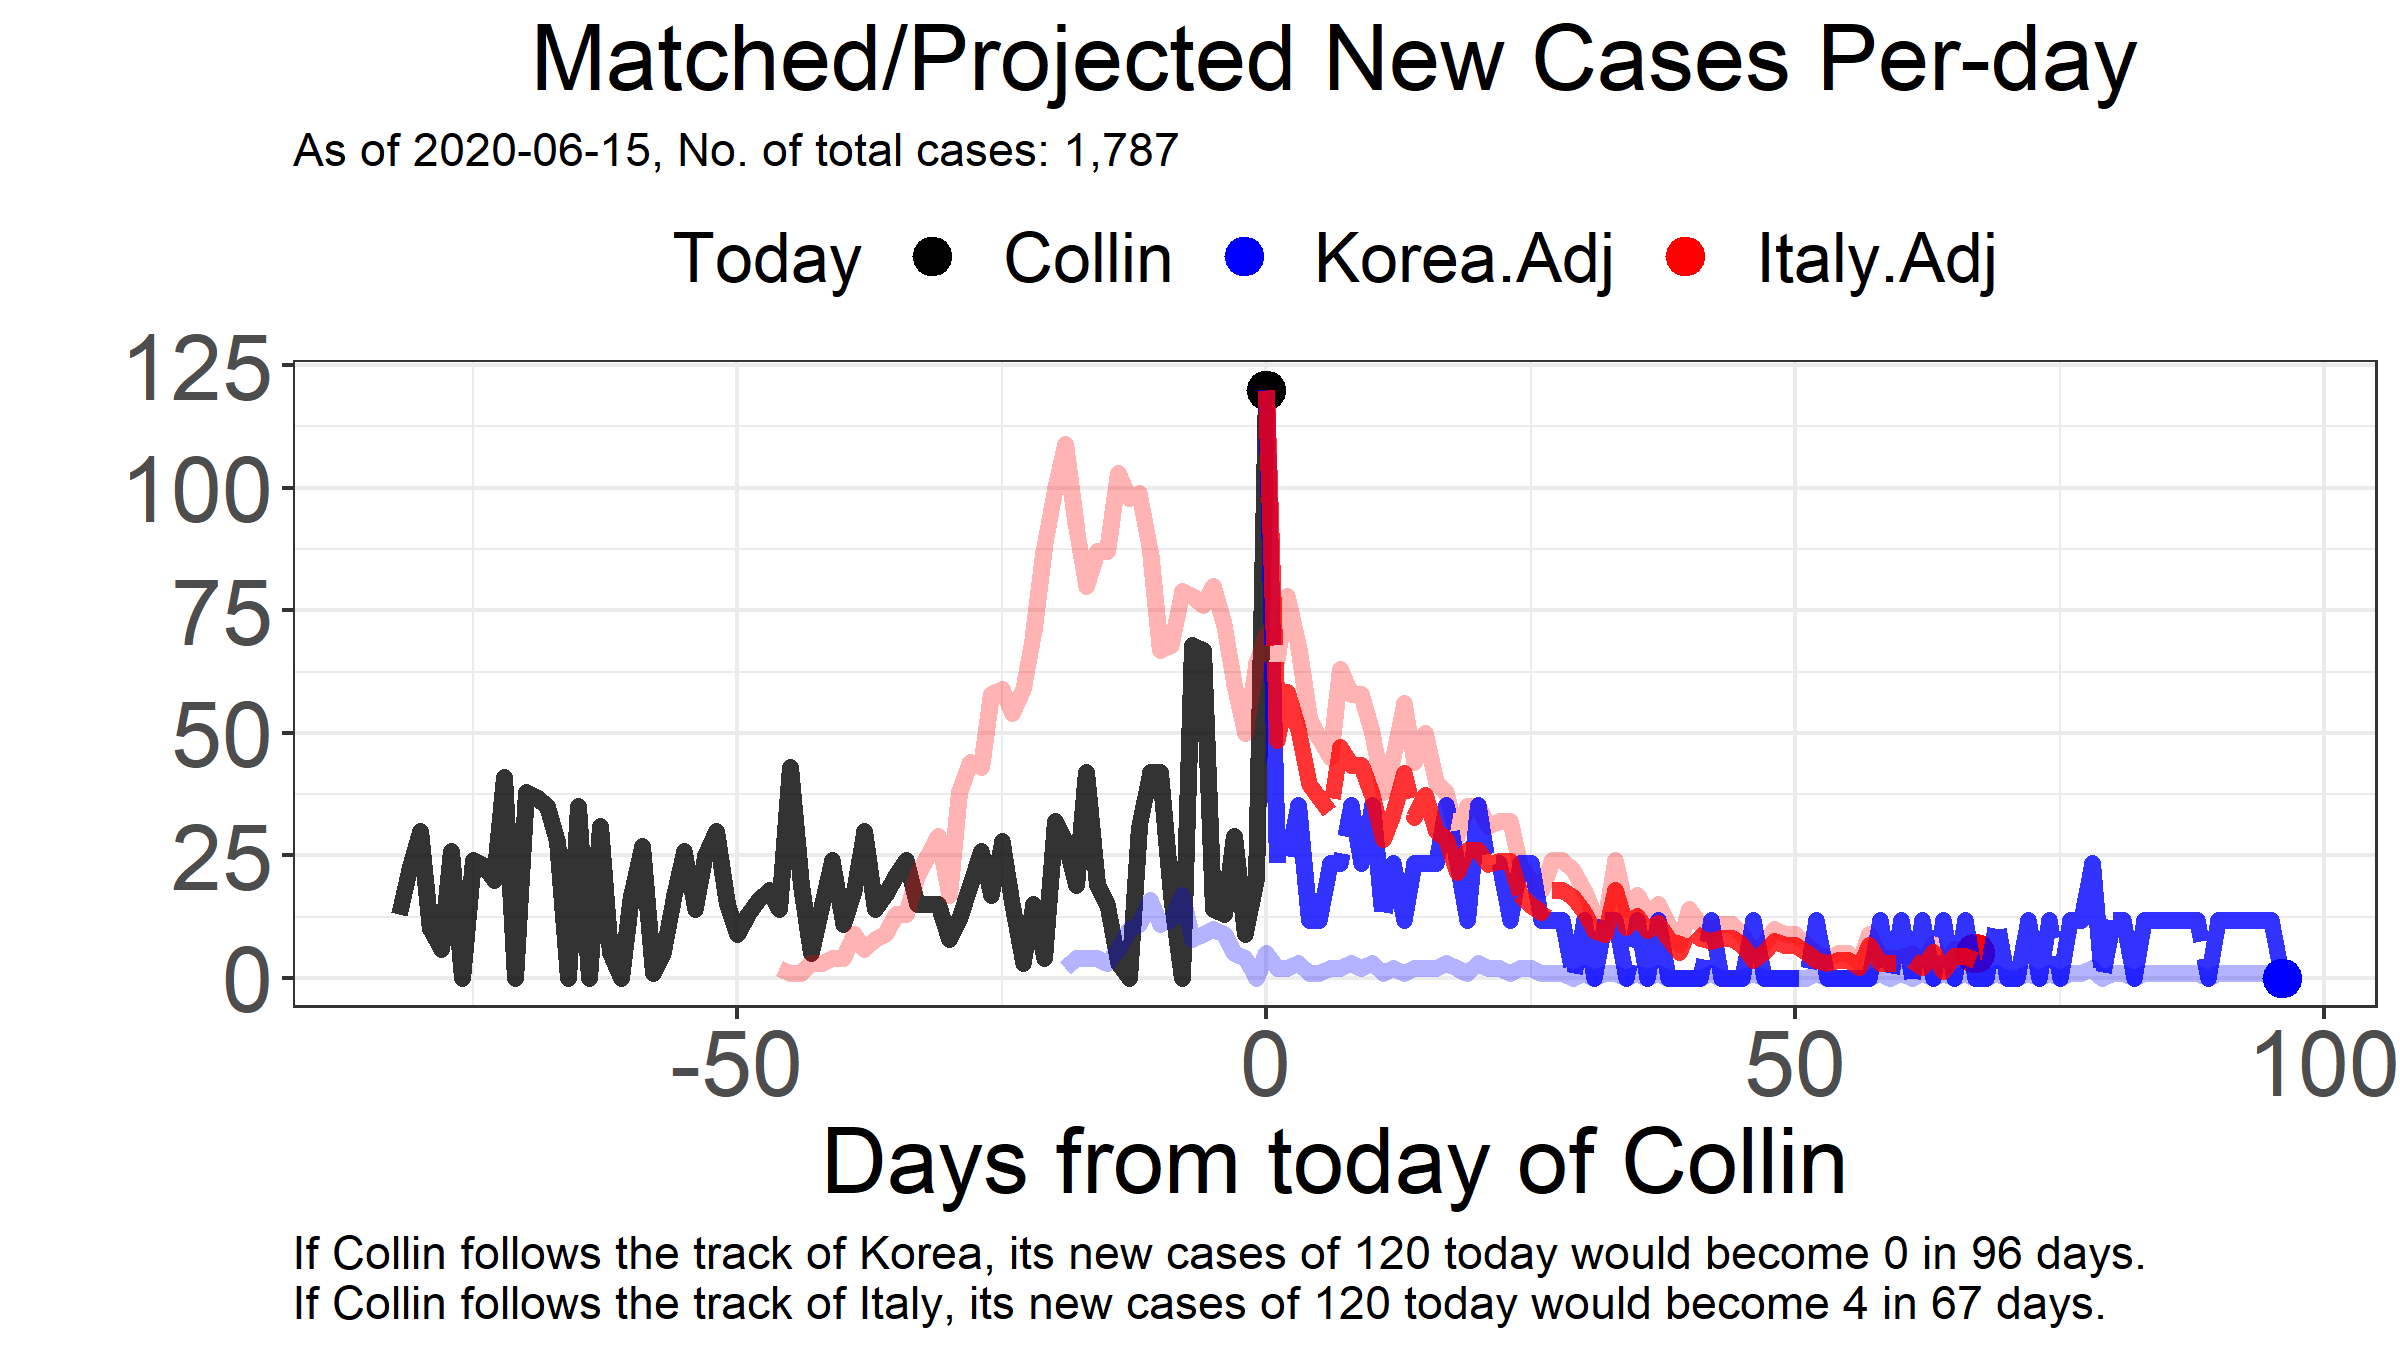 Matched/Projected New Cases Per-day
As of 2020-06-15, No. of total cases: 1,787
Today Collin Korea.Adj Italy.Adj
125
100
75
50
25
0
-50 0 50 100
Days from today of Collin
If Collin follows the track of Korea, its new cases of 120 today would become 0 in 96 days.
If Collin follows the track of Italy, its new cases of 120 today would become 4 in 67 days.